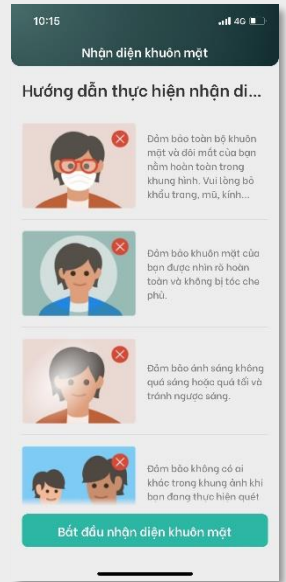 10:15
4G
Nhận diện khuôn mặt
Hướng dẫn thực hiện nhận di...
Đảm bảo toàn bộ khuôn
mặt và đôi mắt của bạn
nằm hoàn toàn trong
khung hình. Vui lòng bỏ
khẩu trang, mũ, kính...
Đảm bảo khuôn mặt của
bạn được nhìn rõ hoàn
toàn và không bị tóc che
phủ.
Đảm bảo ánh sáng không
quá sáng hoặc quá tối và
tránh ngược sáng.
Đảm bảo không có ai
khác trong khung ảnh khi
bạn đang thực hiện quét
Bắt đầu nhận diện khuôn mặt